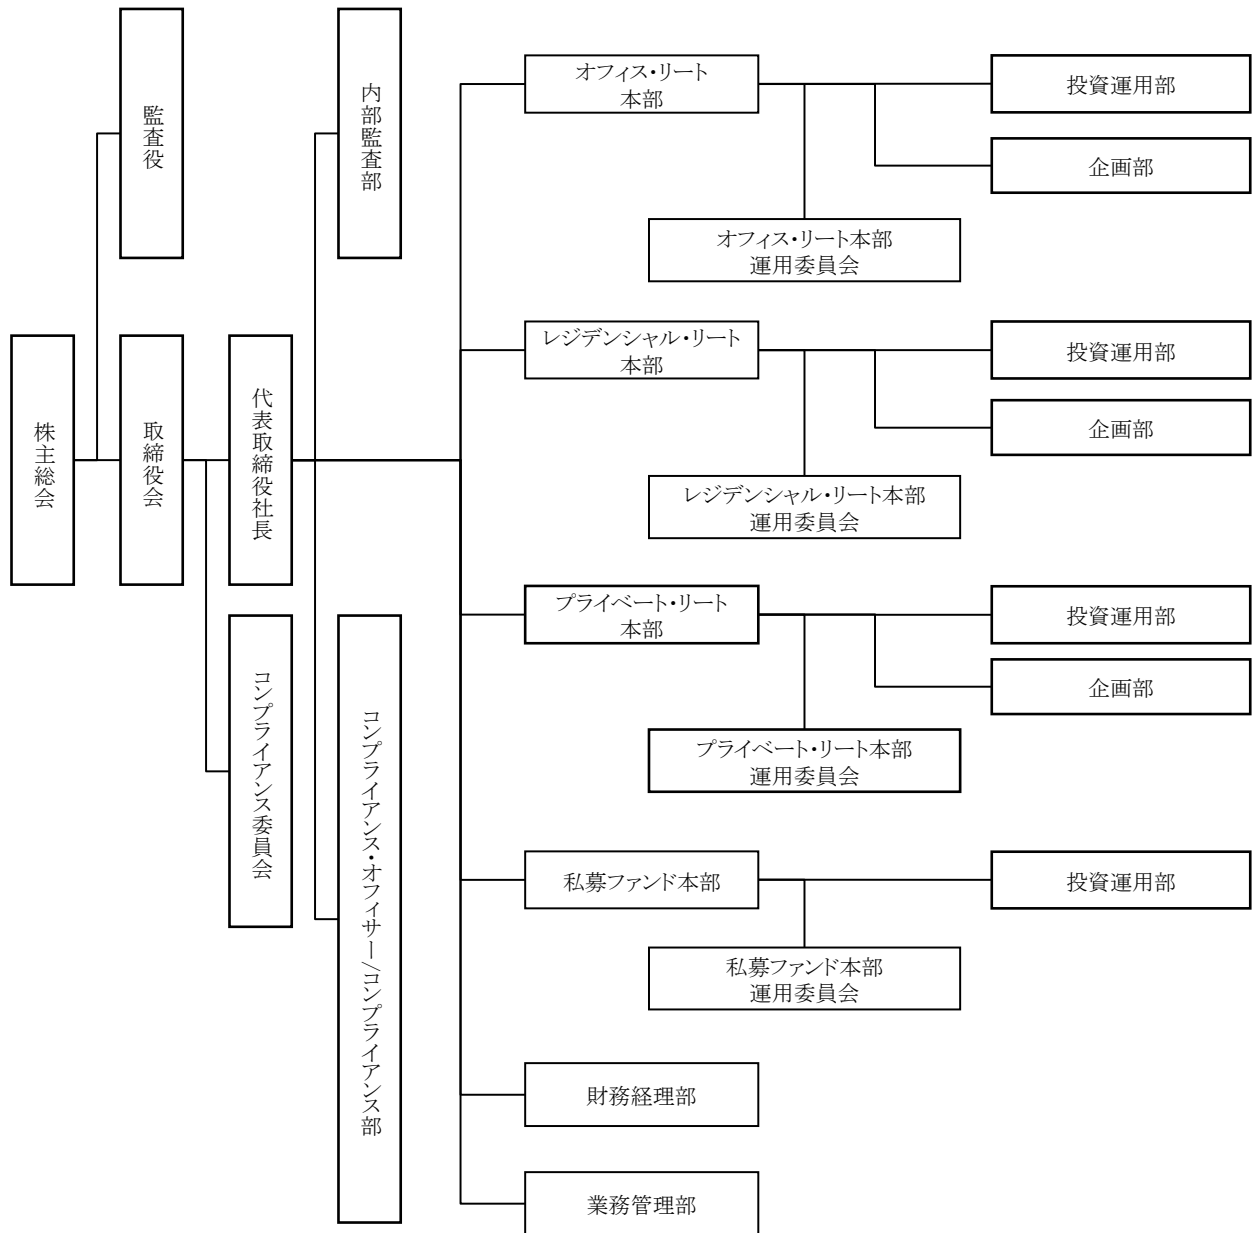 株主総会
監査役
取締役会
代表取締役社長
コンプライアンス委員会
内部監査部
コンプライアンス・オフィサー/コンプライアンス部
オフィス・リート
本部
投資運用部
企画部
オフィス・リート本部
運用委員会
レジデンシャル・リート
本部
投資運用部
企画部
レジデンシャル・リート本部
運用委員会
プライベート・リート
本部
投資運用部
企画部
プライベート・リート本部
運用委員会
私募ファンド本部
投資運用部
私募ファンド本部
運用委員会
財務経理部
業務管理部